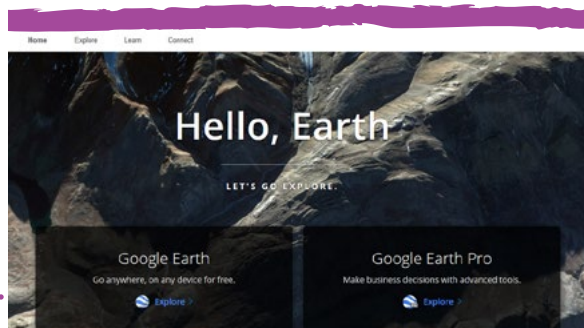 Home Explore Learn Connect
Hello, Earth
LET'S GO EXPLORE.
Google Earth
Go anywhere, on any device for free.
Explore >
Google Earth Pro
Make business decisions with advanced tools.
Explore >